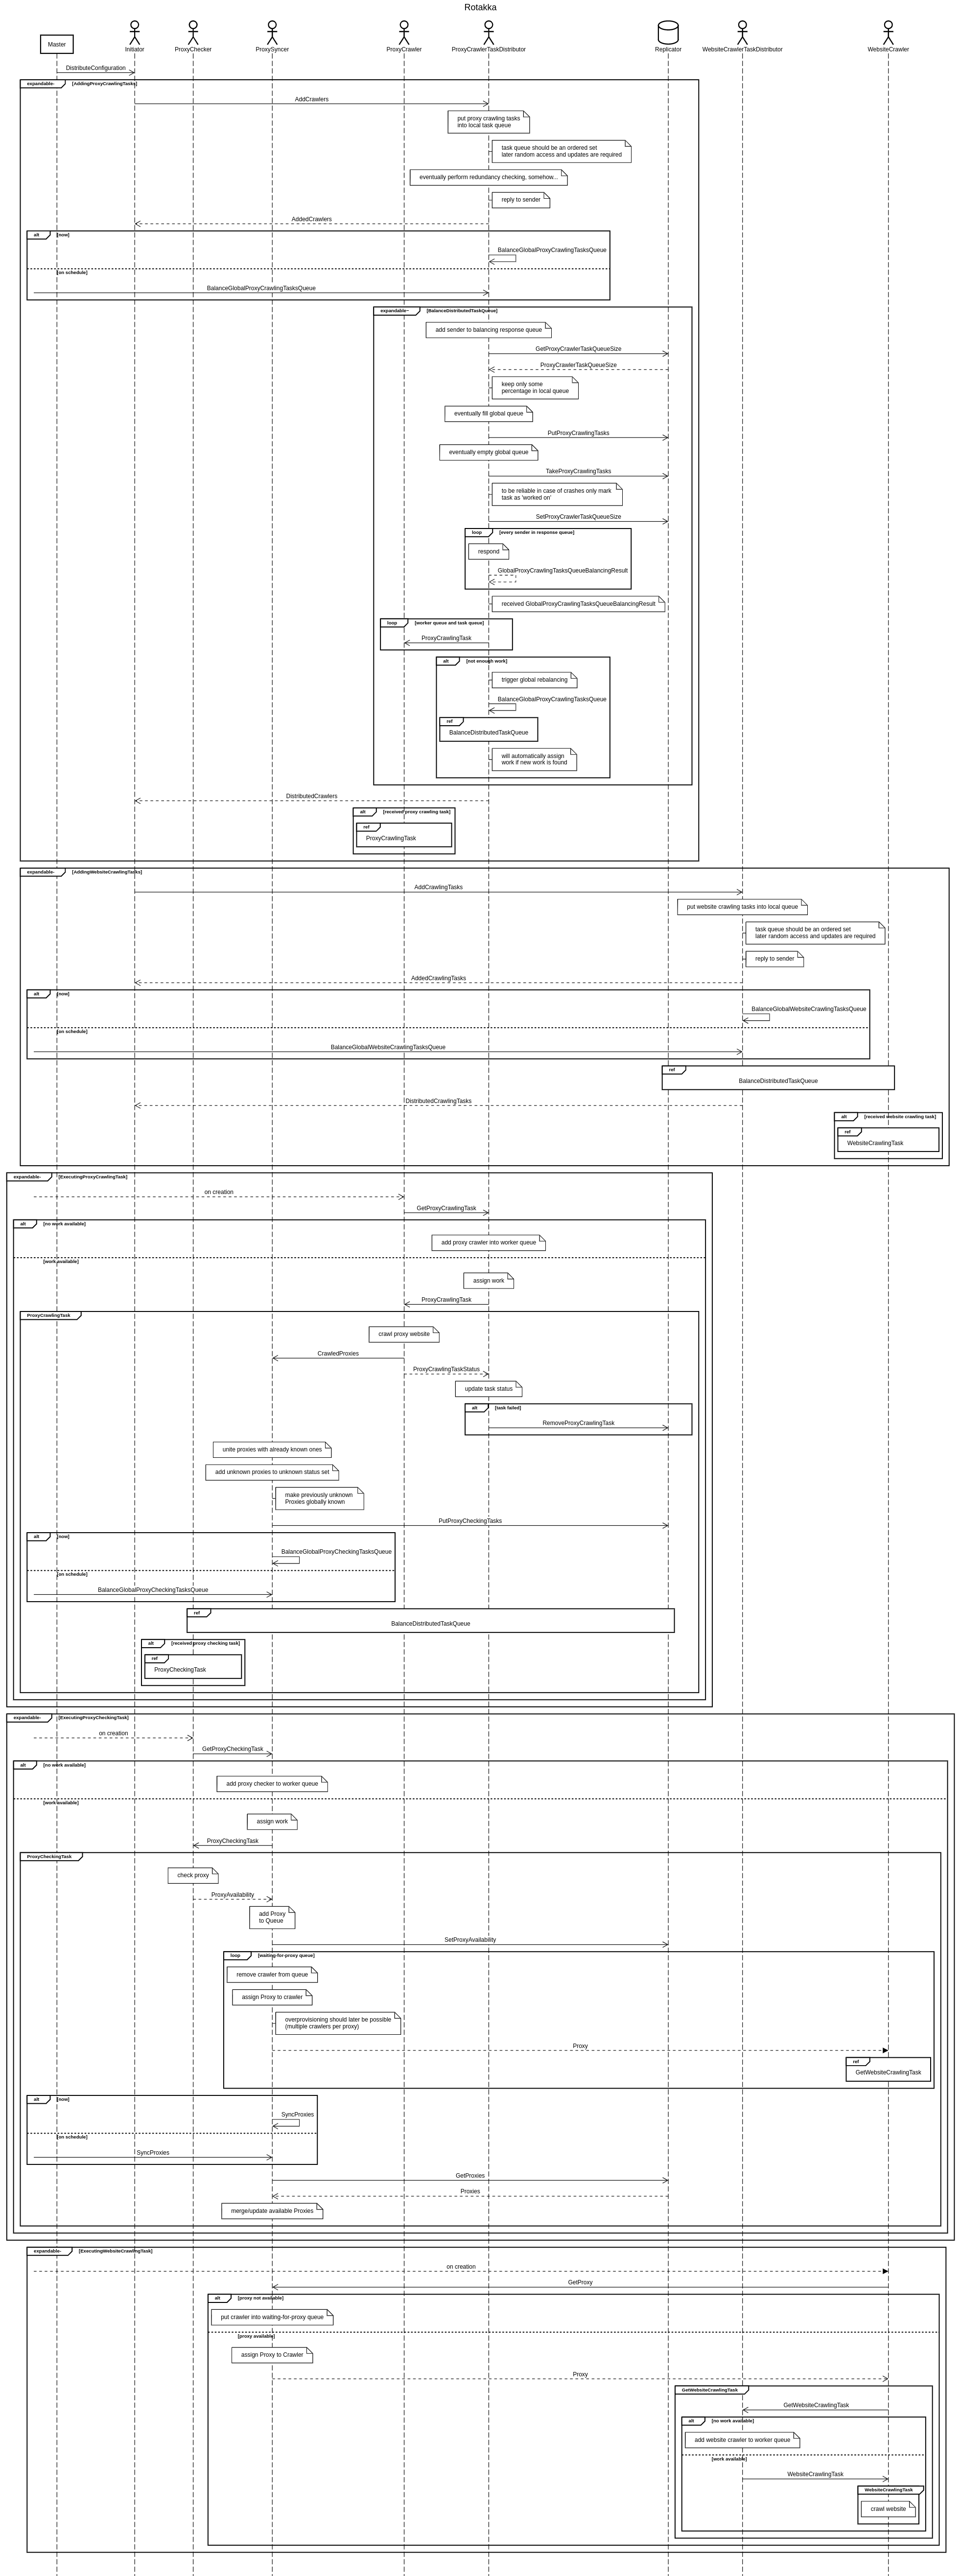 Rotakka
Master
Initiator
ProxyChecker
ProxySyncer
ProxyCrawler
ProxyCrawlerTaskDistributor
Replicator
WebsiteCrawlerTaskDistributor
WebsiteCrawler
DistributeConfiguration
expandable- [AddingProxyCrawlingTasks]
AddCrawlers
put proxy crawling tasks
into local task queue
task queue should be an ordered set
later random access and updates are required
eventually perform redundancy checking, somehow...
reply to sender
AddedCrawlers
alt [now]
BalanceGlobalProxyCrawlingTasksQueue
[on schedule]
BalanceGlobalProxyCrawlingTasksQueue
expandable~ [BalanceDistributedTaskQueue]
add sender to balancing response queue
GetProxyCrawlerTaskQueueSize
ProxyCrawlerTaskQueueSize
keep only some
percentage in local queue
eventually fill global queue
PutProxyCrawlingTasks
eventually empty global queue
TakeProxyCrawlingTasks
to be reliable in case of crashes only mark
task as 'worked on'
SetProxyCrawlerTaskQueueSize
loop [every sender in response queue]
respond
GlobalProxyCrawlingTasksQueueBalancingResult
received GlobalProxyCrawlingTasksQueueBalancingResult
loop [worker queue and task queue]
ProxyCrawlingTask
alt [not enough work]
trigger global rebalancing
BalanceGlobalProxyCrawlingTasksQueue
ref
BalanceDistributedTaskQueue
will automatically assign
work if new work is found
DistributedCrawlers
alt [received proxy crawling task]
ref
ProxyCrawlingTask
expandable- [AddingWebsiteCrawlingTasks]
AddCrawlingTasks
put website crawling tasks into local queue
task queue should be an ordered set
later random access and updates are required
reply to sender
AddedCrawlingTasks
alt [now]
BalanceGlobalWebsiteCrawlingTasksQueue
[on schedule]
BalanceGlobalWebsiteCrawlingTasksQueue
ref
BalanceDistributedTaskQueue
DistributedCrawlingTasks
alt [received website crawling task]
ref
WebsiteCrawlingTask
expandable- [ExecutingProxyCrawlingTask]
on creation
GetProxyCrawlingTask
alt [no work available]
add proxy crawler into worker queue
[work available]
assign work
ProxyCrawlingTask
ProxyCrawlingTask
crawl proxy website
CrawledProxies
ProxyCrawlingTaskStatus
update task status
alt [task failed]
RemoveProxyCrawlingTask
unite proxies with already known ones
add unknown proxies to unknown status set
make previously unknown
Proxies globally known
PutProxyCheckingTasks
alt [now]
BalanceGlobalProxyCheckingTasksQueue
[on schedule]
BalanceGlobalProxyCheckingTasksQueue
ref
BalanceDistributedTaskQueue
alt [received proxy checking task]
ref
ProxyCheckingTask
expandable- [ExecutingProxyCheckingTask]
on creation
GetProxyCheckingTask
alt [no work available]
add proxy checker to worker queue
[work available]
assign work
ProxyCheckingTask
ProxyCheckingTask
check proxy
ProxyAvailability
add Proxy
to Queue
SetProxyAvailability
loop [waiting-for-proxy queue]
remove crawler from queue
assign Proxy to crawler
overprovisioning should later be possible
(multiple crawlers per proxy)
Proxy
ref
GetWebsiteCrawlingTask
alt [now]
SyncProxies
[on schedule]
SyncProxies
GetProxies
Proxies
merge/update available Proxies
expandable- [ExecutingWebsiteCrawlingTask]
on creation
GetProxy
alt [proxy not available]
put crawler into waiting-for-proxy queue
[proxy available]
assign Proxy to Crawler
Proxy
GetWebsiteCrawlingTask
GetWebsiteCrawlingTask
alt [no work available]
add website crawler to worker queue
[work available]
WebsiteCrawlingTask
WebsiteCrawlingTask
crawl website